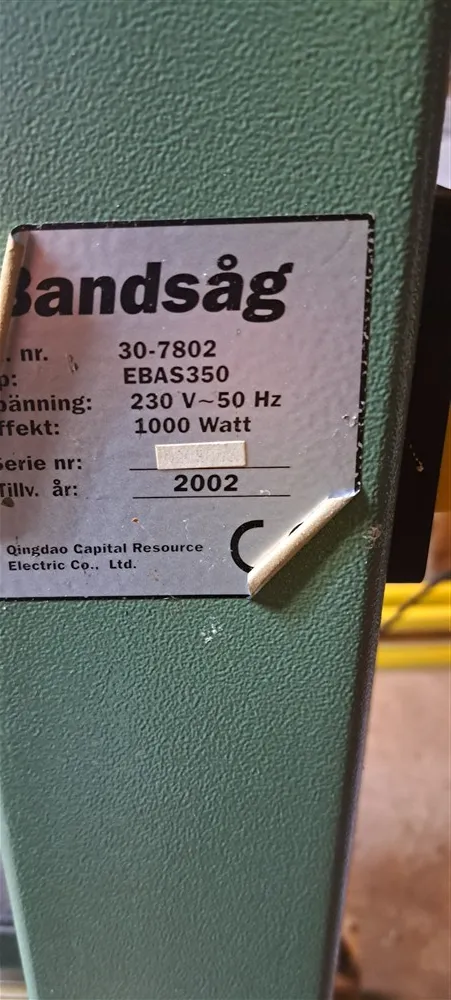 Bandsåg
. nr. 30-7802
p: EBAS350
pänning: 230 V~50 Hz
ffekt: 1000 Watt
Serie nr:
Tillv. år: 2002
Qingdao Capital Resource
Electric Co., Ltd.
C